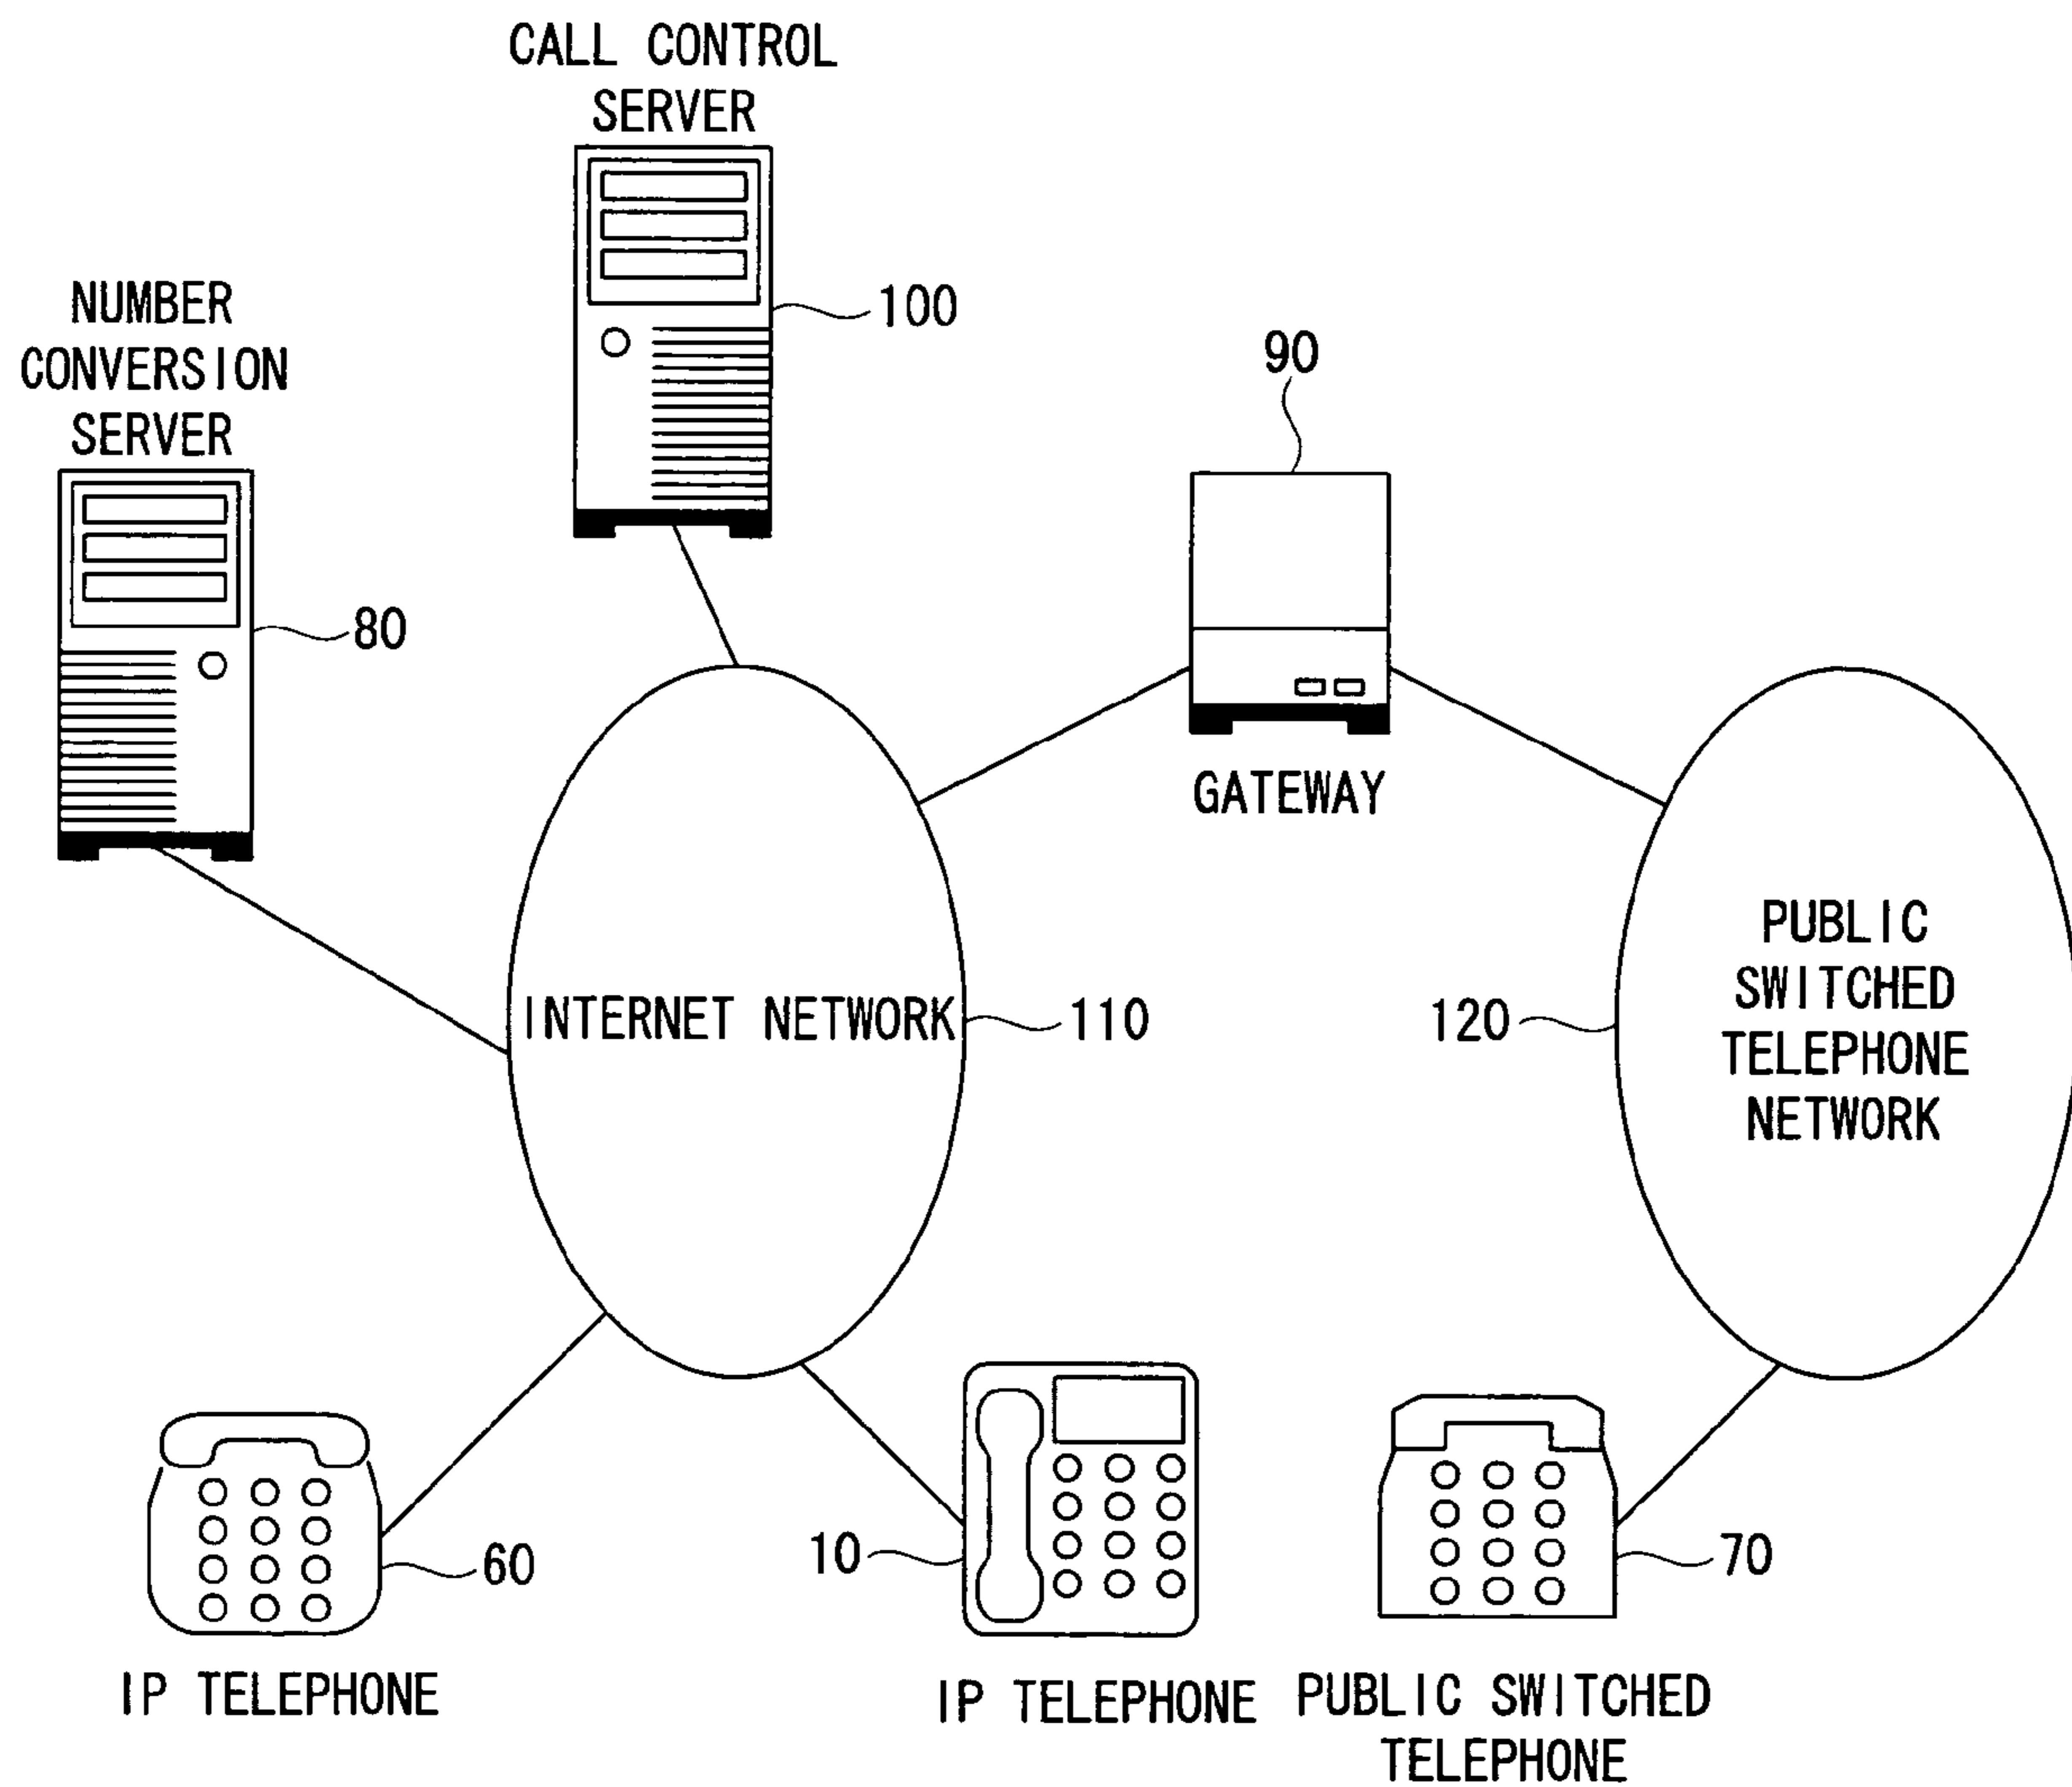 CALL CONTROL
SERVER
100
NUMBER
CONVERSION
SERVER
80
90
GATEWAY
INTERNET NETWORK
110
120
PUBLIC
SWITCHED
TELEPHONE
NETWORK
60
10
70
IP TELEPHONE
IP TELEPHONE
PUBLIC SWITCHED
TELEPHONE